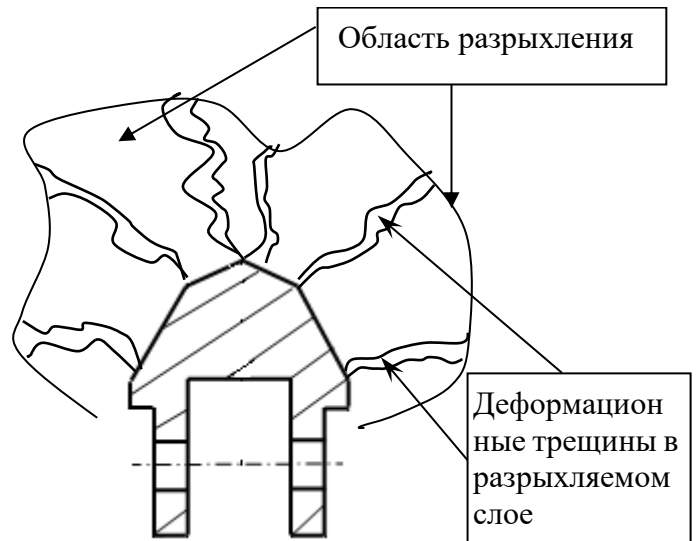 Область разрыхления
Деформацион
ные трещины в
разрыхляемом
слое